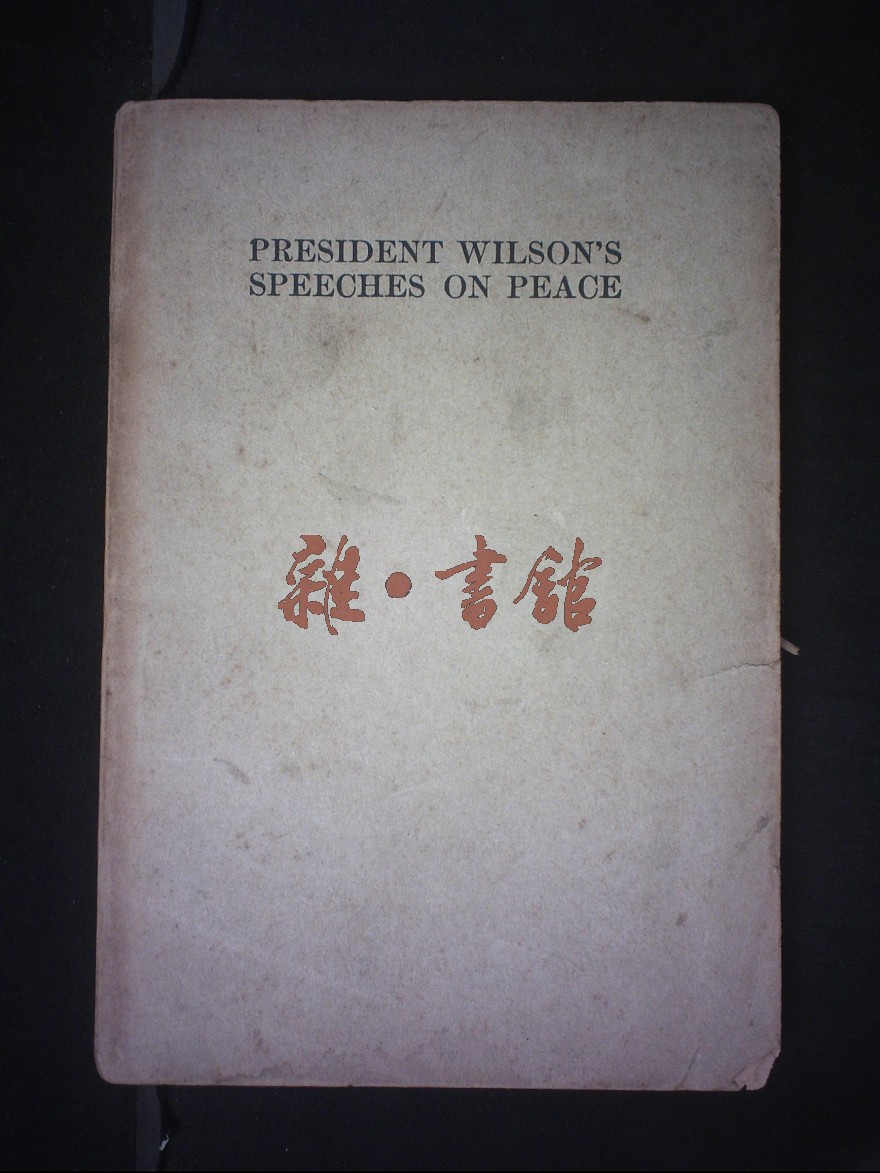 PRESIDENT WILSON'S
SPEECHES ON PEACE
雜·書館